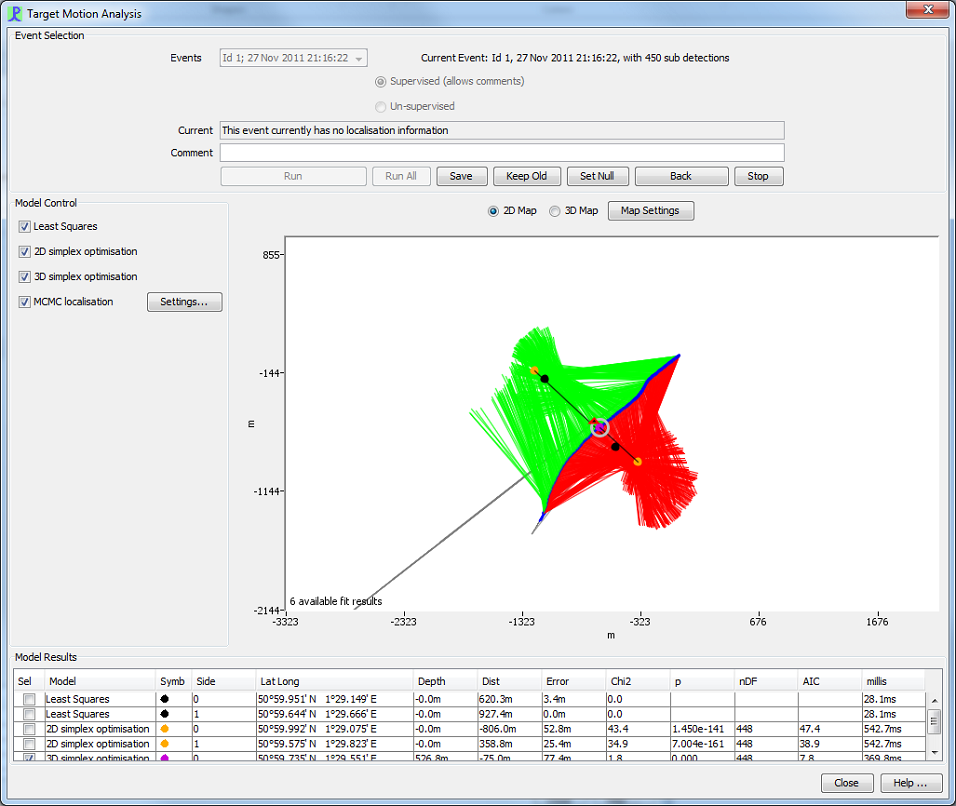 Target Motion Analysis
Event Selection
Events Id 1; 27 Nov 2011 21:16:22 Current Event: Id 1, 27 Nov 2011 21:16:22, with 450 sub detections
Supervised (allows comments)
Un-supervised
Current This event currently has no localisation information
Comment
Run Run All Save Keep Old Set Null Back Stop
Model Control
2D Map 3D Map Map Settings
Least Squares
2D simplex optimisation
3D simplex optimisation
MCMC localisation Settings...
855
-144
m
-1144
-2144
6 available fit results
-3323 -2323 -1323 -323 676 1676
m
Model Results
Sel Model Symb Side Lat Long Depth Dist Error Chi2 p nDF AIC millis
Least Squares 0 50°59.951' N 1°29.149' E -0.0m 620.3m 3.4m 0.0 28.1ms
Least Squares 1 50°59.644' N 1°29.666' E -0.0m 927.4m 0.0m 0.0 28.1ms
2D simplex optimisation 0 50°59.992' N 1°29.075' E -0.0m -806.0m 52.8m 43.4 1.450e-141 448 47.4 542.7ms
2D simplex optimisation 1 50°59.575' N 1°29.823' E -0.0m 358.8m 25.4m 34.9 7.004e-161 448 38.9 542.7ms
3D simplex optimisation 0 50°59.735' N 1°29.551' E 526.8m -75.0m 77.4m 1.8 0.000 448 7.8 369.8ms
Close Help ...